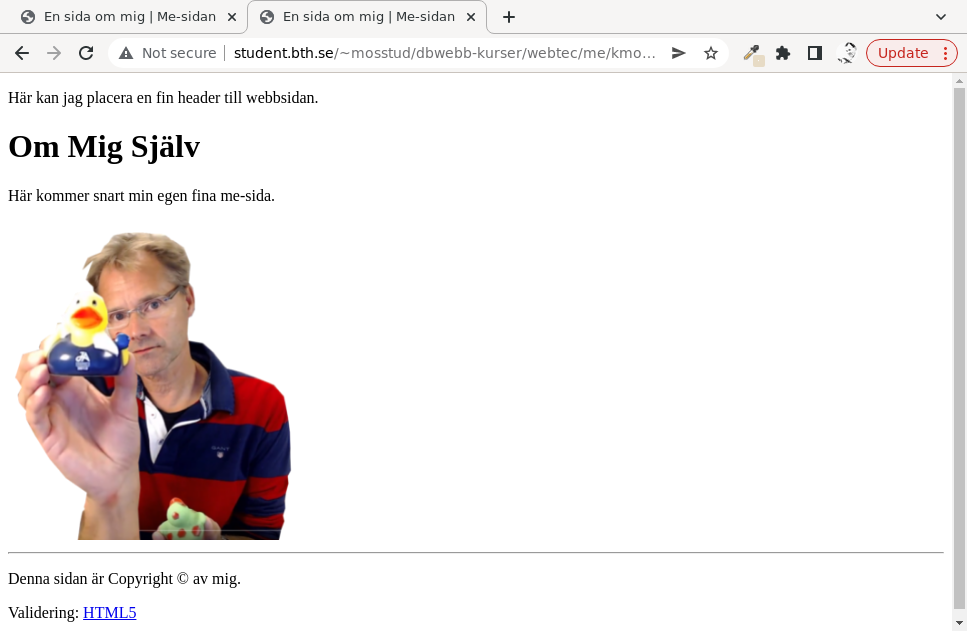 En sida om mig | Me-sidan
En sida om mig | Me-sidan
Not secure
student.bth.se/~mosstud/dbwebb-kurser/webtec/me/kmo…
Update
Här kan jag placera en fin header till webbsidan.
Om Mig Själv
Här kommer snart min egen fina me-sida.
GANT
Denna sidan är Copyright © av mig.
Validering: HTML5